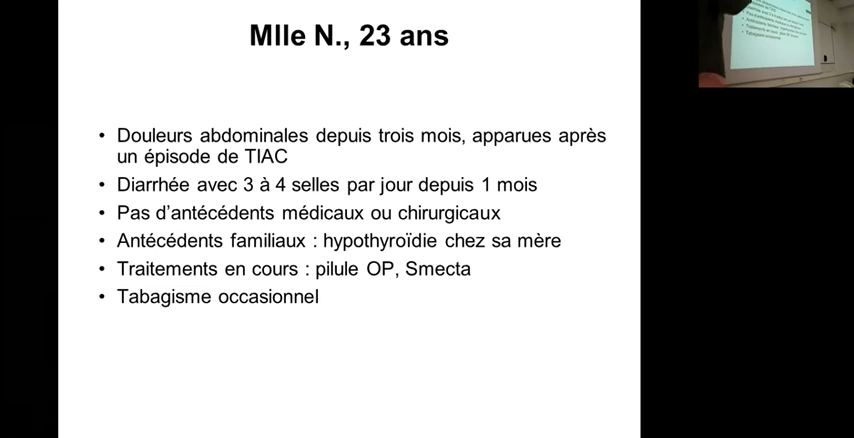 Mlle N., 23 ans
• Douleurs abdominales depuis trois mois, apparues après
un épisode de TIAC
• Diarrhée avec 3 à 4 selles par jour depuis 1 mois
• Pas d'antécédents médicaux ou chirurgicaux
• Antécédents familiaux : hypothyroïdie chez sa mère
• Traitements en cours : pilule OP, Smecta
• Tabagisme occasionnel